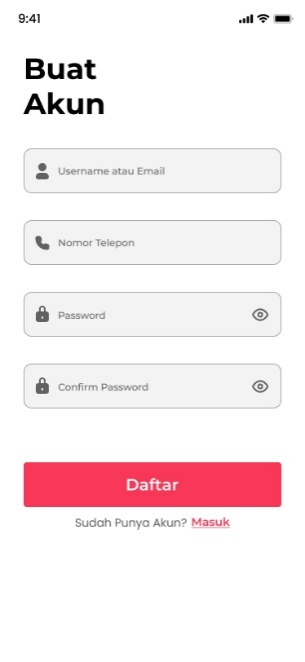 9:41
Buat
Akun
Username atau Email
Nomor Telepon
Password
Confirm Password
Daftar
Sudah Punya Akun? Masuk